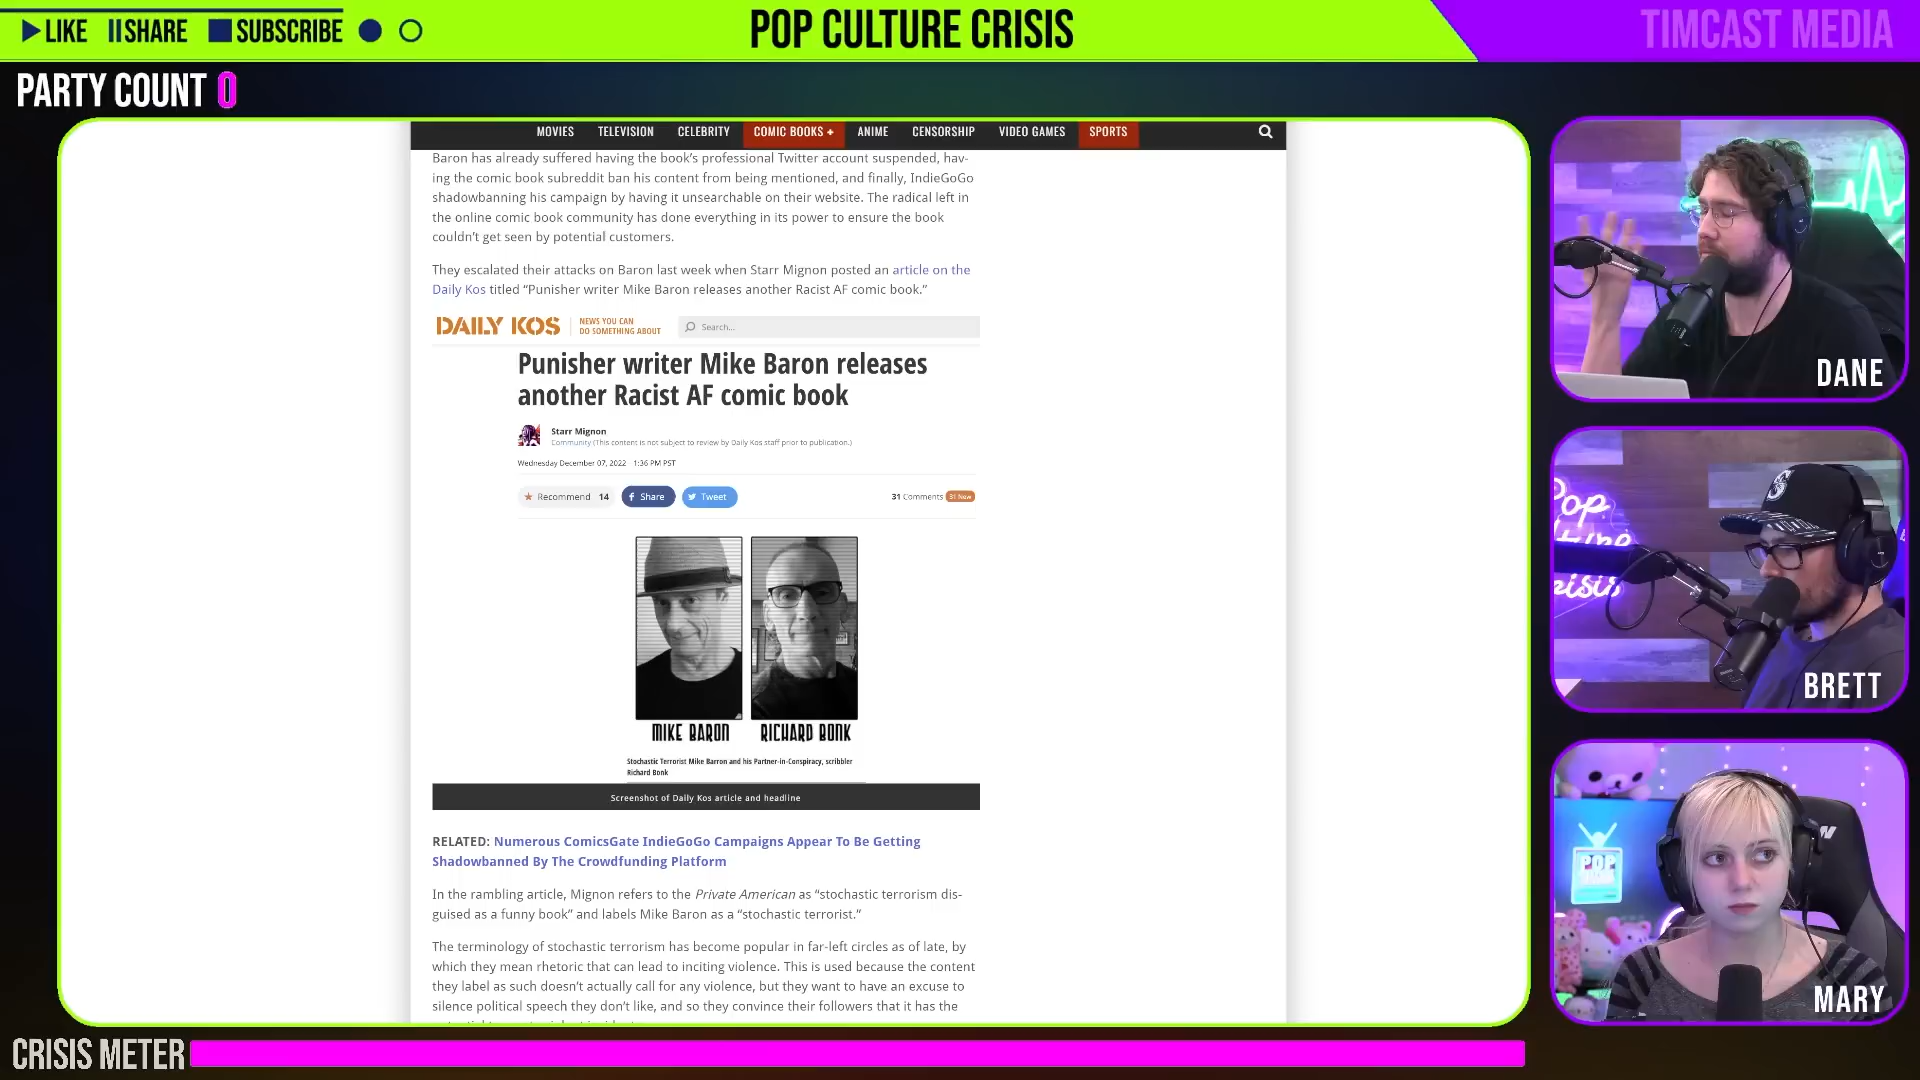 LIKE SHARE SUBSCRIBE
POP CULTURE CRISIS
TIMCAST MEDIA
PARTY COUNT 0
MOVIES TELEVISION CELEBRITY COMIC BOOKS + ANIME CENSORSHIP VIDEO GAMES SPORTS
Baron has already suffered having the book's professional Twitter account suspended, hav-
ing the comic book subreddit ban his content from being mentioned, and finally, IndieGoGo
shadowbanning his campaign by having it unsearchable on their website. The radical left in
the online comic book community has done everything in its power to ensure the book
couldn't get seen by potential customers.
They escalated their attacks on Baron last week when Starr Mignon posted an article on the
Daily Kos titled “Punisher writer Mike Baron releases another Racist AF comic book.”
DAILY KOS NEWS YOU CAN
DO SOMETHING ABOUT
Search...
Punisher writer Mike Baron releases
another Racist AF comic book
Starr Mignon
Community (This content is not subject to review by Daily Kos staff prior to publication.)
Wednesday December 07, 2022 1:36 PM PST
Recommend 14 Share Tweet 31 Comments 31 New
MIKE BARON RICHARD BONK
Stochastic Terrorist Mike Barron and his Partner-in-Conspiracy, scribbler
Richard Bonk
Screenshot of Daily Kos article and headline
RELATED: Numerous ComicsGate IndieGoGo Campaigns Appear To Be Getting
Shadowbanned By The Crowdfunding Platform
In the rambling article, Mignon refers to the Private American as “stochastic terrorism dis-
guised as a funny book” and labels Mike Baron as a “stochastic terrorist.”
The terminology of stochastic terrorism has become popular in far-left circles as of late, by
which they mean rhetoric that can lead to inciting violence. This is used because the content
they label as such doesn't actually call for any violence, but they want to have an excuse to
silence political speech they don't like, and so they convince their followers that it has the
DANE
Pop
BRETT
POP
MARY
CRISIS METER